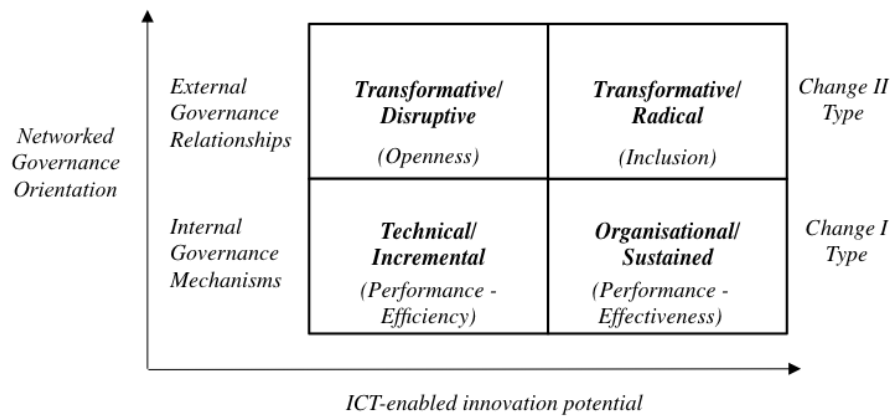 External
Governance
Relationships
Transformative/
Disruptive
(Openness)
Transformative/
Radical
(Inclusion)
Change II
Type
Networked
Governance
Orientation
Internal
Governance
Mechanisms
Technical/
Incremental
(Performance -
Efficiency)
Organisational/
Sustained
(Performance -
Effectiveness)
Change I
Type
ICT-enabled innovation potential